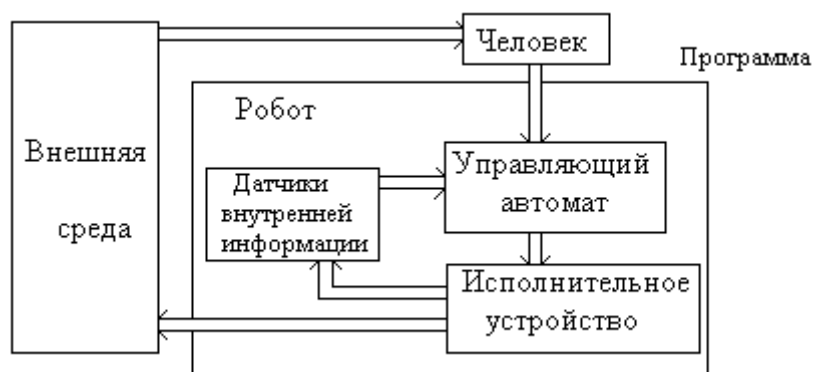 Человек
Программа
Робот
Внешняя
среда
Управляющий
автомат
Датчики
внутренней
информации
Исполнительное
устройство